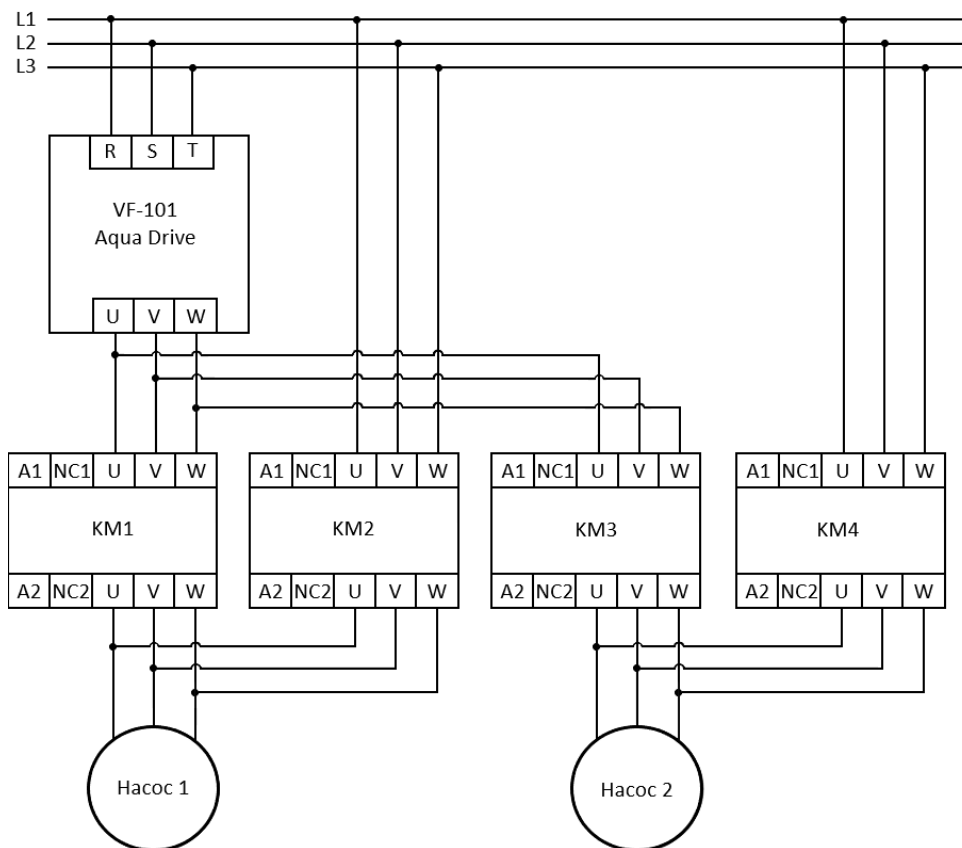 L1
L2
L3
R S T
VF-101
Aqua Drive
U V W
A1 NC1 U V W A1 NC1 U V W A1 NC1 U V W A1 NC1 U V W
KM1 KM2 KM3 KM4
A2 NC2 U V W A2 NC2 U V W A2 NC2 U V W A2 NC2 U V W
Насос 1 Насос 2